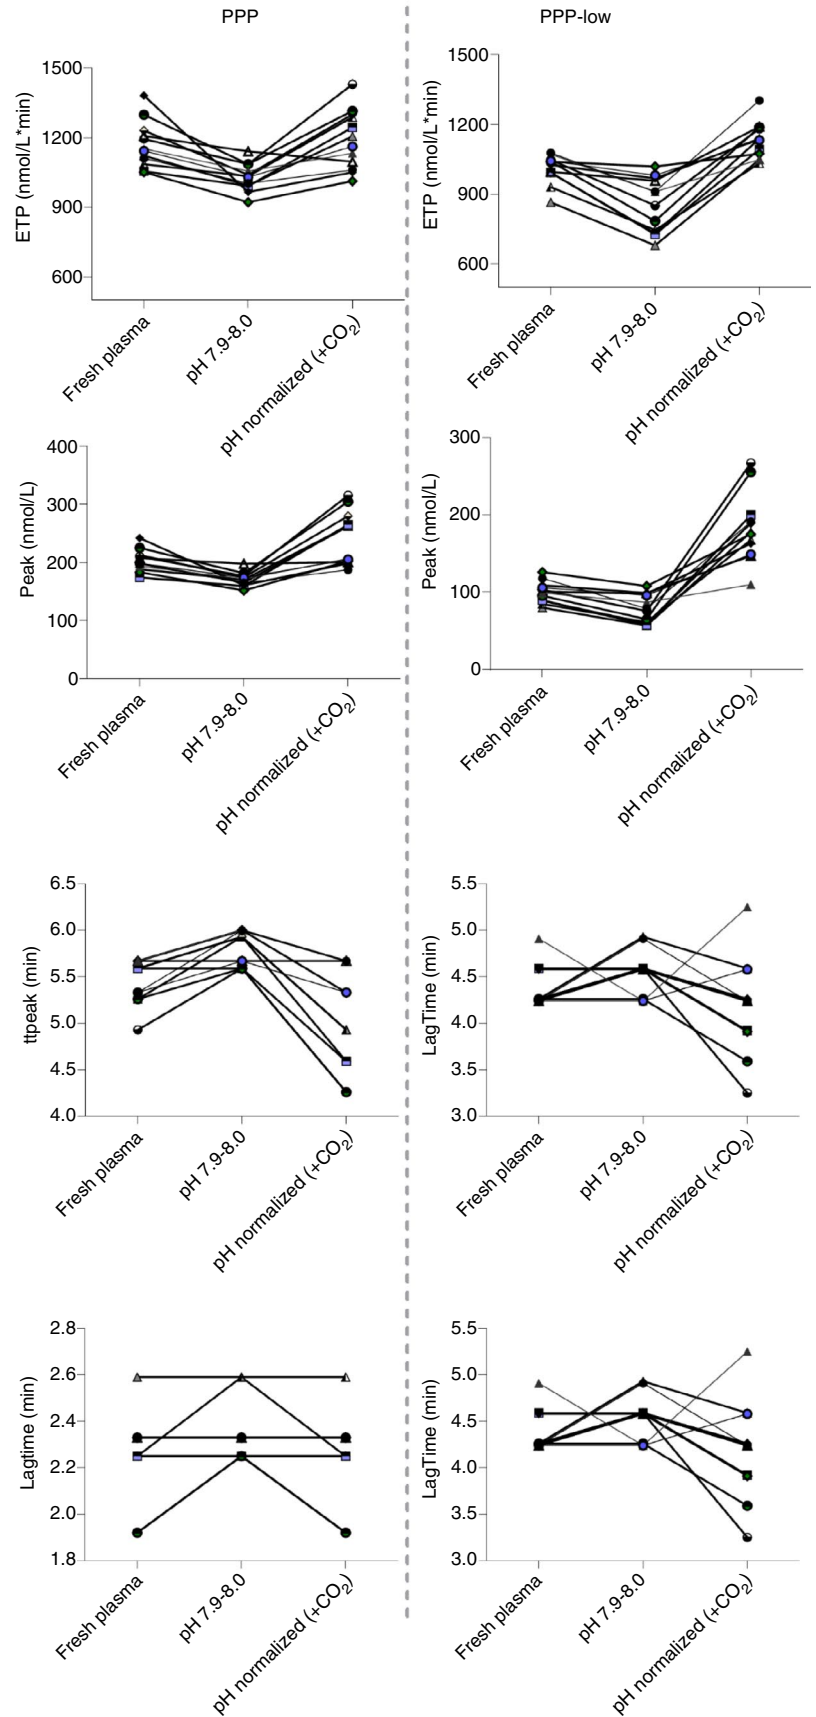 PPP
PPP-low
1500
1200
900
600
ETP (nmol/L*min)
Fresh plasma
pH 7.9-8.0
pH normalized (+CO2)
1500
1200
900
600
ETP (nmol/L*min)
Fresh plasma
pH 7.9-8.0
pH normalized (+CO2)
400
300
200
100
0
Peak (nmol/L)
Fresh plasma
pH 7.9-8.0
pH normalized (+CO2)
300
200
100
0
Peak (nmol/L)
Fresh plasma
pH 7.9-8.0
pH normalized (+CO2)
6.5
6.0
5.5
5.0
4.5
4.0
ttpeak (min)
Fresh plasma
pH 7.9-8.0
pH normalized (+CO2)
5.5
5.0
4.5
4.0
3.5
3.0
LagTime (min)
Fresh plasma
pH 7.9-8.0
pH normalized (+CO2)
2.8
2.6
2.4
2.2
2.0
1.8
Lagtime (min)
Fresh plasma
pH 7.9-8.0
pH normalized (+CO2)
5.5
5.0
4.5
4.0
3.5
3.0
LagTime (min)
Fresh plasma
pH 7.9-8.0
pH normalized (+CO2)